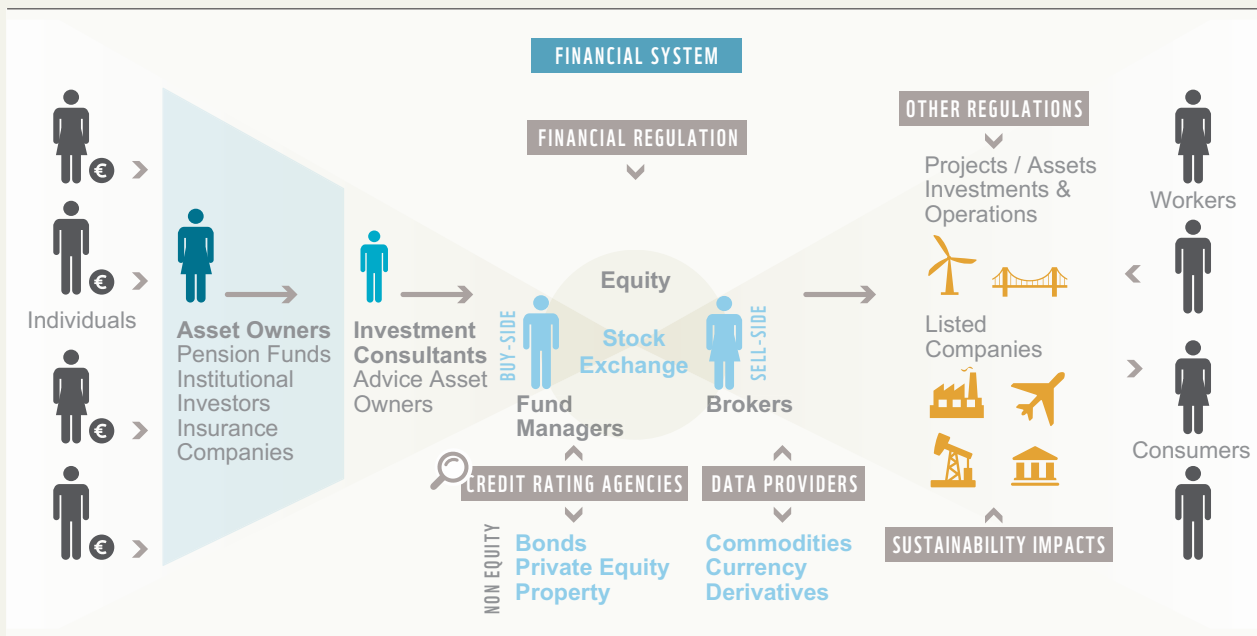 FINANCIAL SYSTEM
FINANCIAL REGULATION
OTHER REGULATIONS
€
€
Individuals
€
€
Asset Owners
Pension Funds
Institutional
Investors
Insurance
Companies
Investment
Consultants
Advice Asset
Owners
BUY-SIDE
Fund
Managers
Equity
Stock
Exchange
SELL-SIDE
Brokers
CREDIT RATING AGENCIES
DATA PROVIDERS
NON EQUITY
Bonds
Private Equity
Property
Commodities
Currency
Derivatives
Projects / Assets
Investments &
Operations
Listed
Companies
SUSTAINABILITY IMPACTS
Workers
Consumers